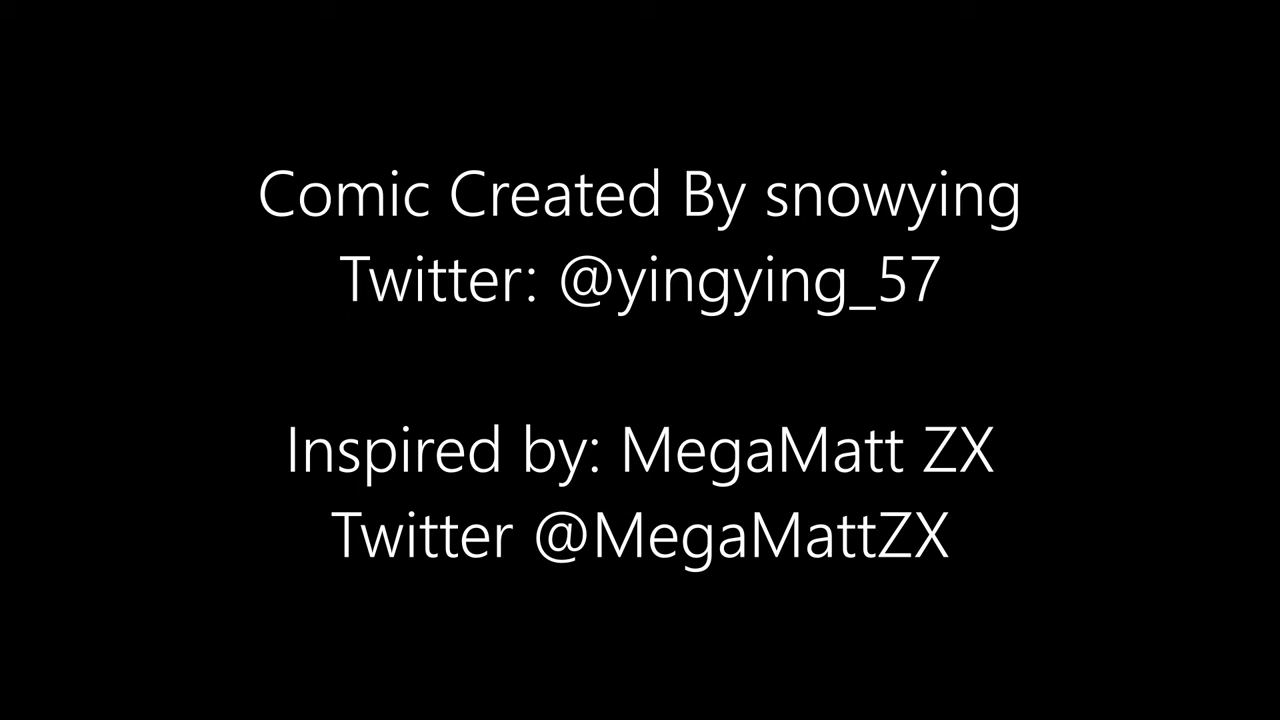 Comic Created By snowying
Twitter: @yingying_57
Inspired by: MegaMatt ZX
Twitter @MegaMattZX